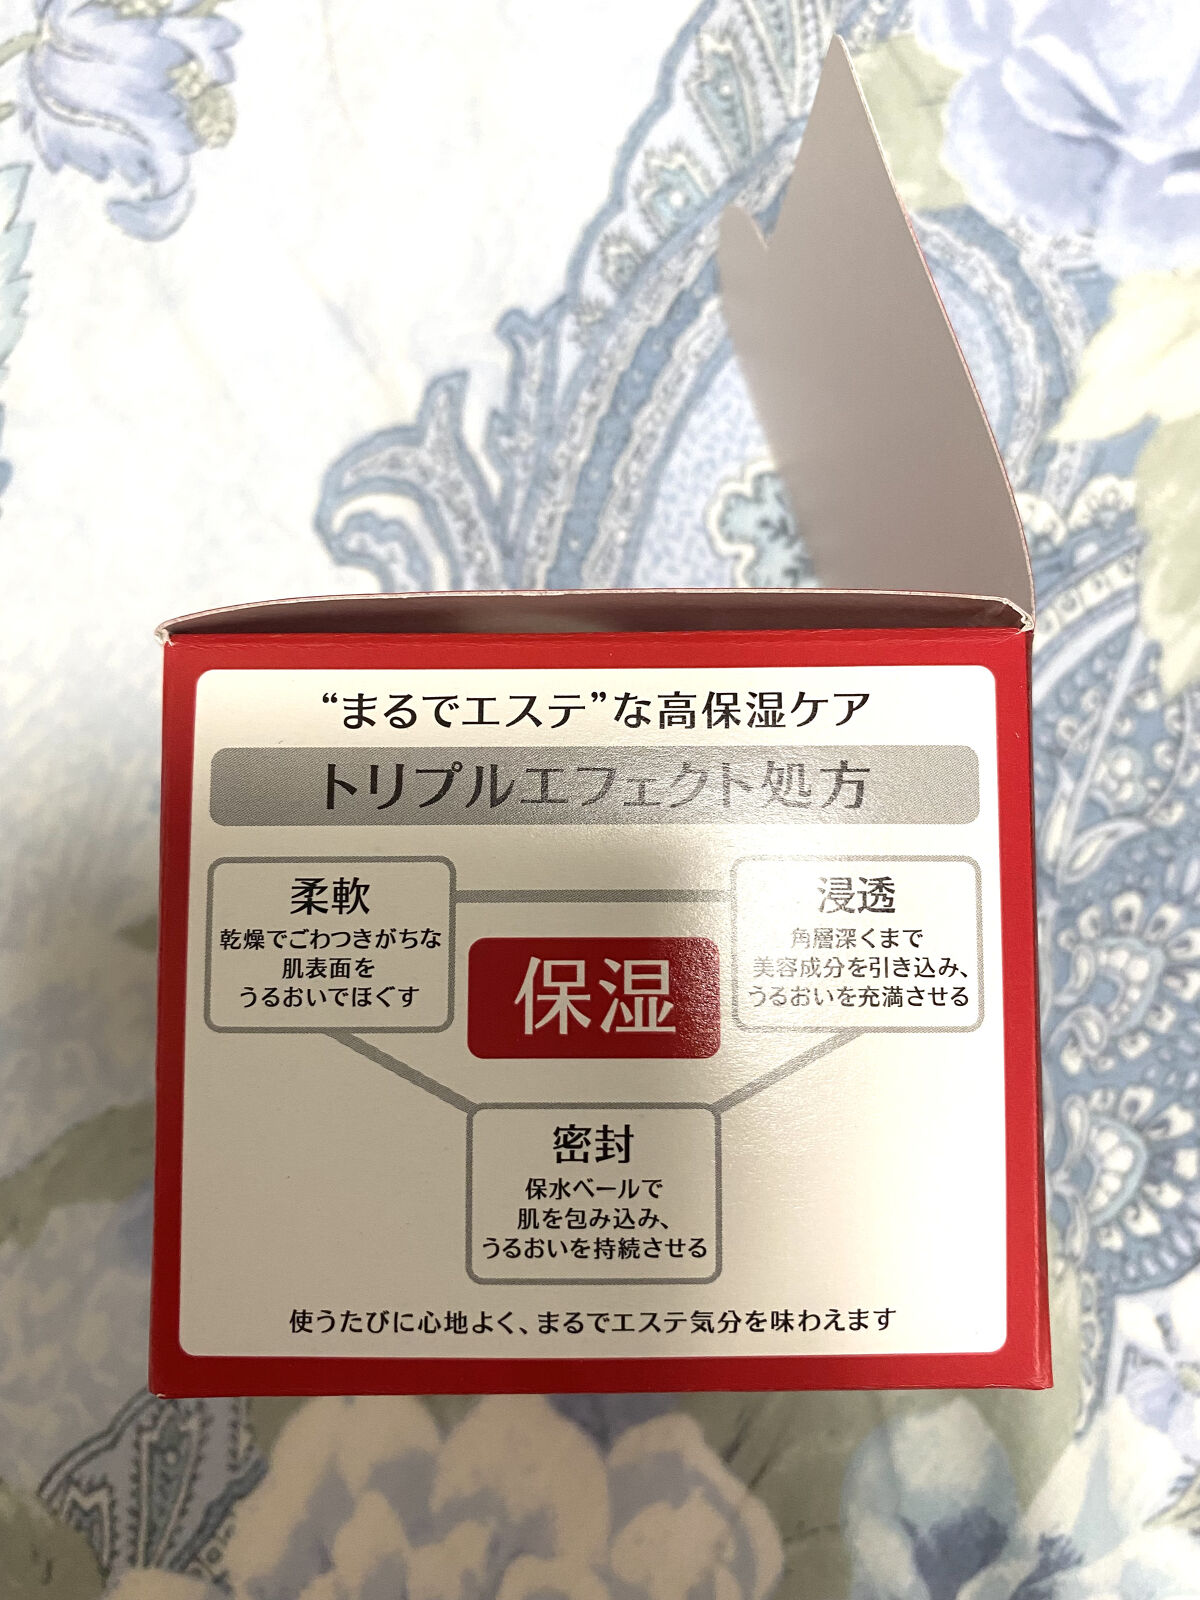 “まるでエステ”な高保湿ケア
トリプルエフェクト処方
柔軟
乾燥でごわつきがちな
肌表面を
うるおいでほぐす
浸透
角層深くまで
美容成分を引き込み、
うるおいを充満させる
保湿
密封
保水ベールで
肌を包み込み、
うるおいを持続させる
使うたびに心地よく、まるでエステ気分を味わえます